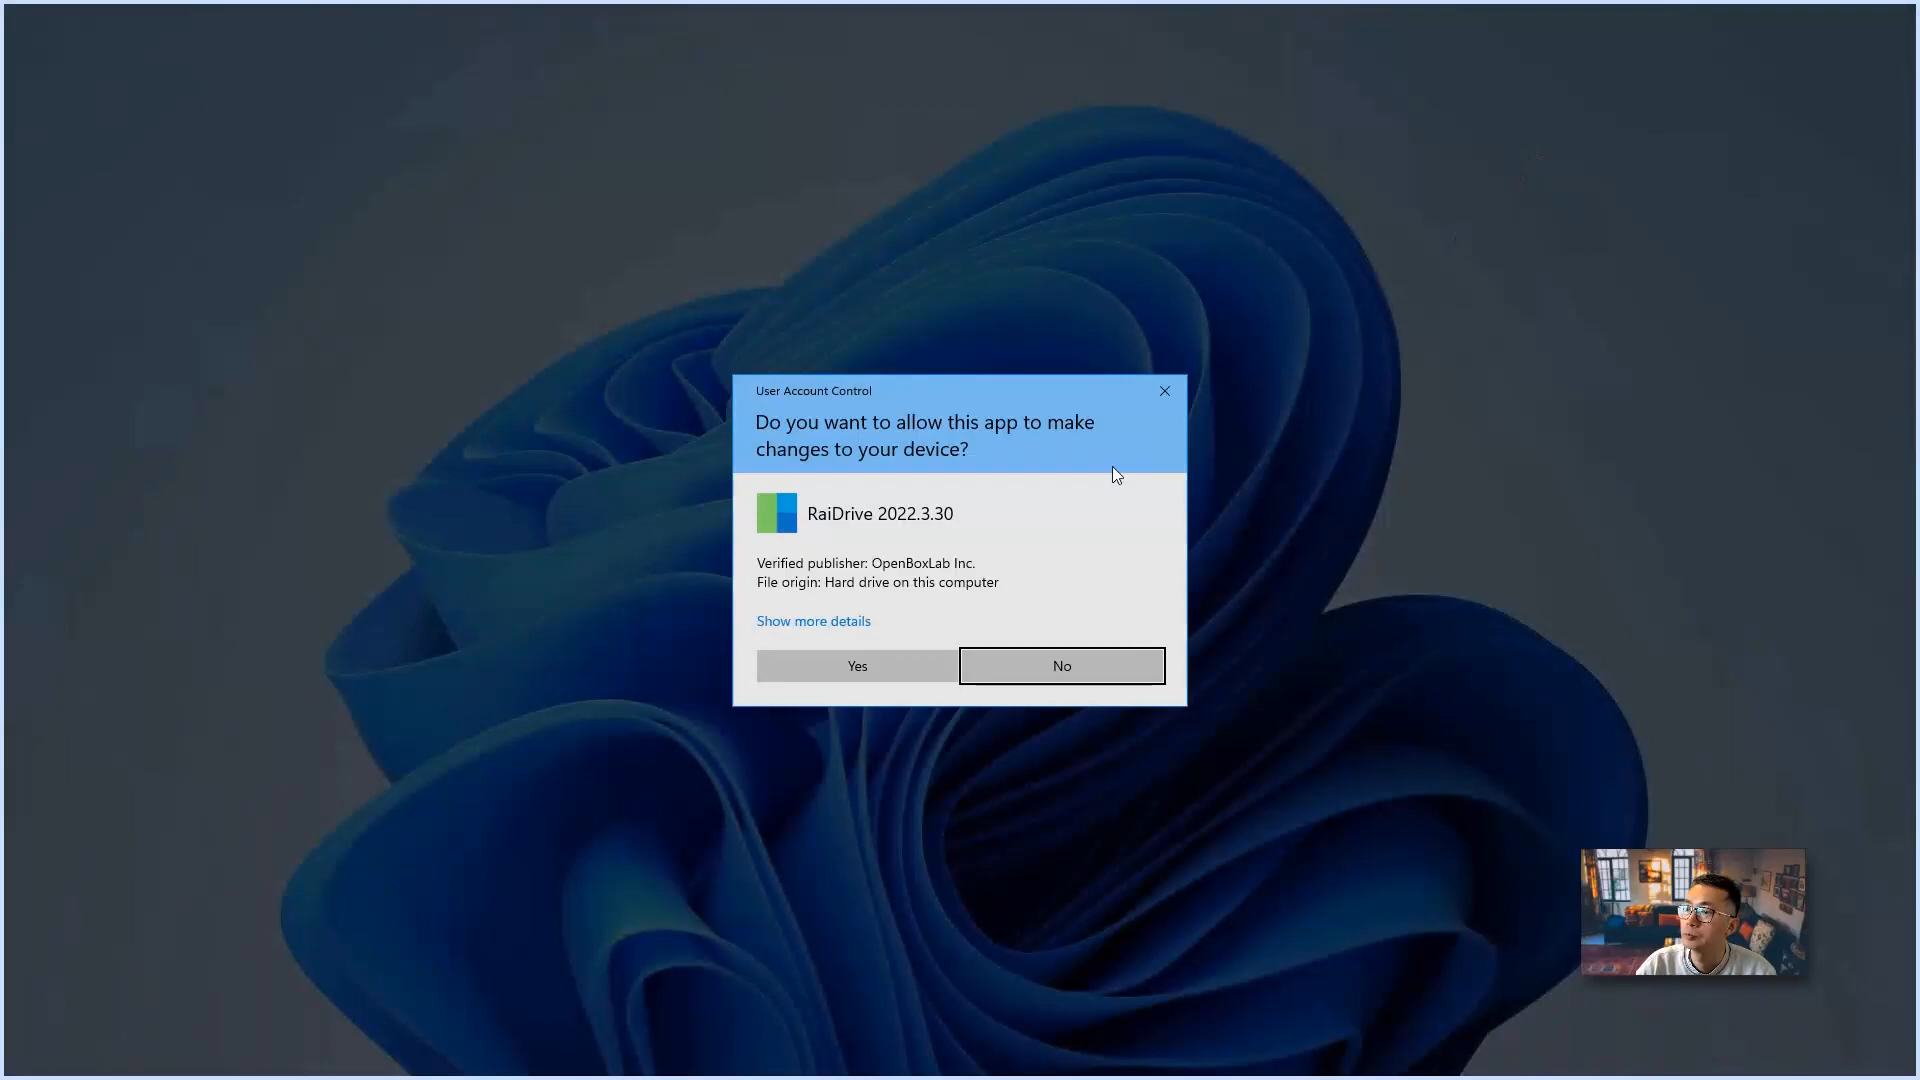 User Account Control
Do you want to allow this app to make
changes to your device?
RaiDrive 2022.3.30
Verified publisher: OpenBoxLab Inc.
File origin: Hard drive on this computer
Show more details
Yes
No